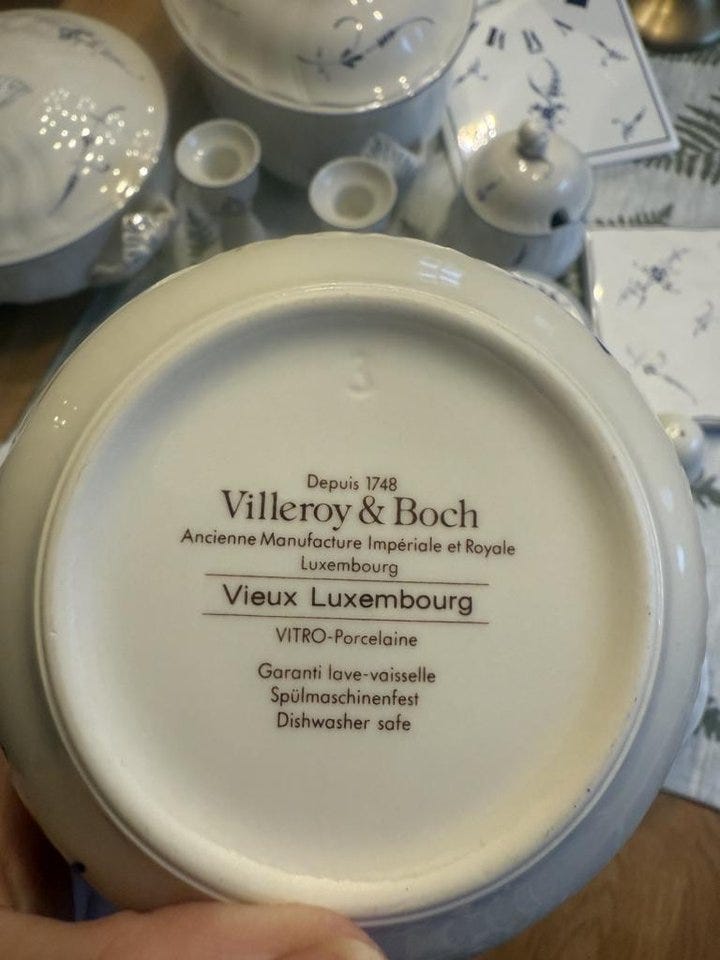 Depuis 1748
Villeroy & Boch
Ancienne Manufacture Impériale et Royale
Luxembourg
Vieux Luxembourg
VITRO-Porcelaine
Garanti lave-vaisselle
Spülmaschinenfest
Dishwasher safe